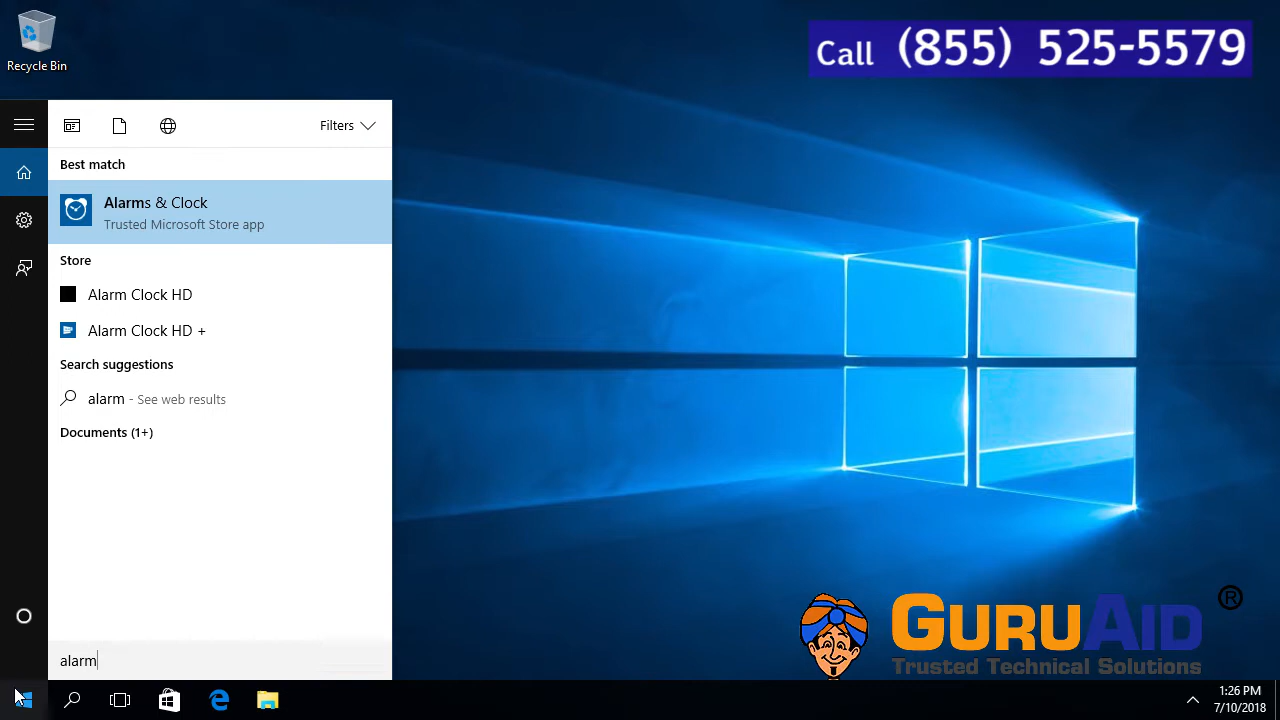 Recycle Bin
Call (855) 525-5579
Filters
Best match
Alarms & Clock
Trusted Microsoft Store app
Store
Alarm Clock HD
Alarm Clock HD +
Search suggestions
alarm - See web results
Documents (1+)
alarm
GURUAID ®
Trusted Technical Solutions
1:26 PM
7/10/2018